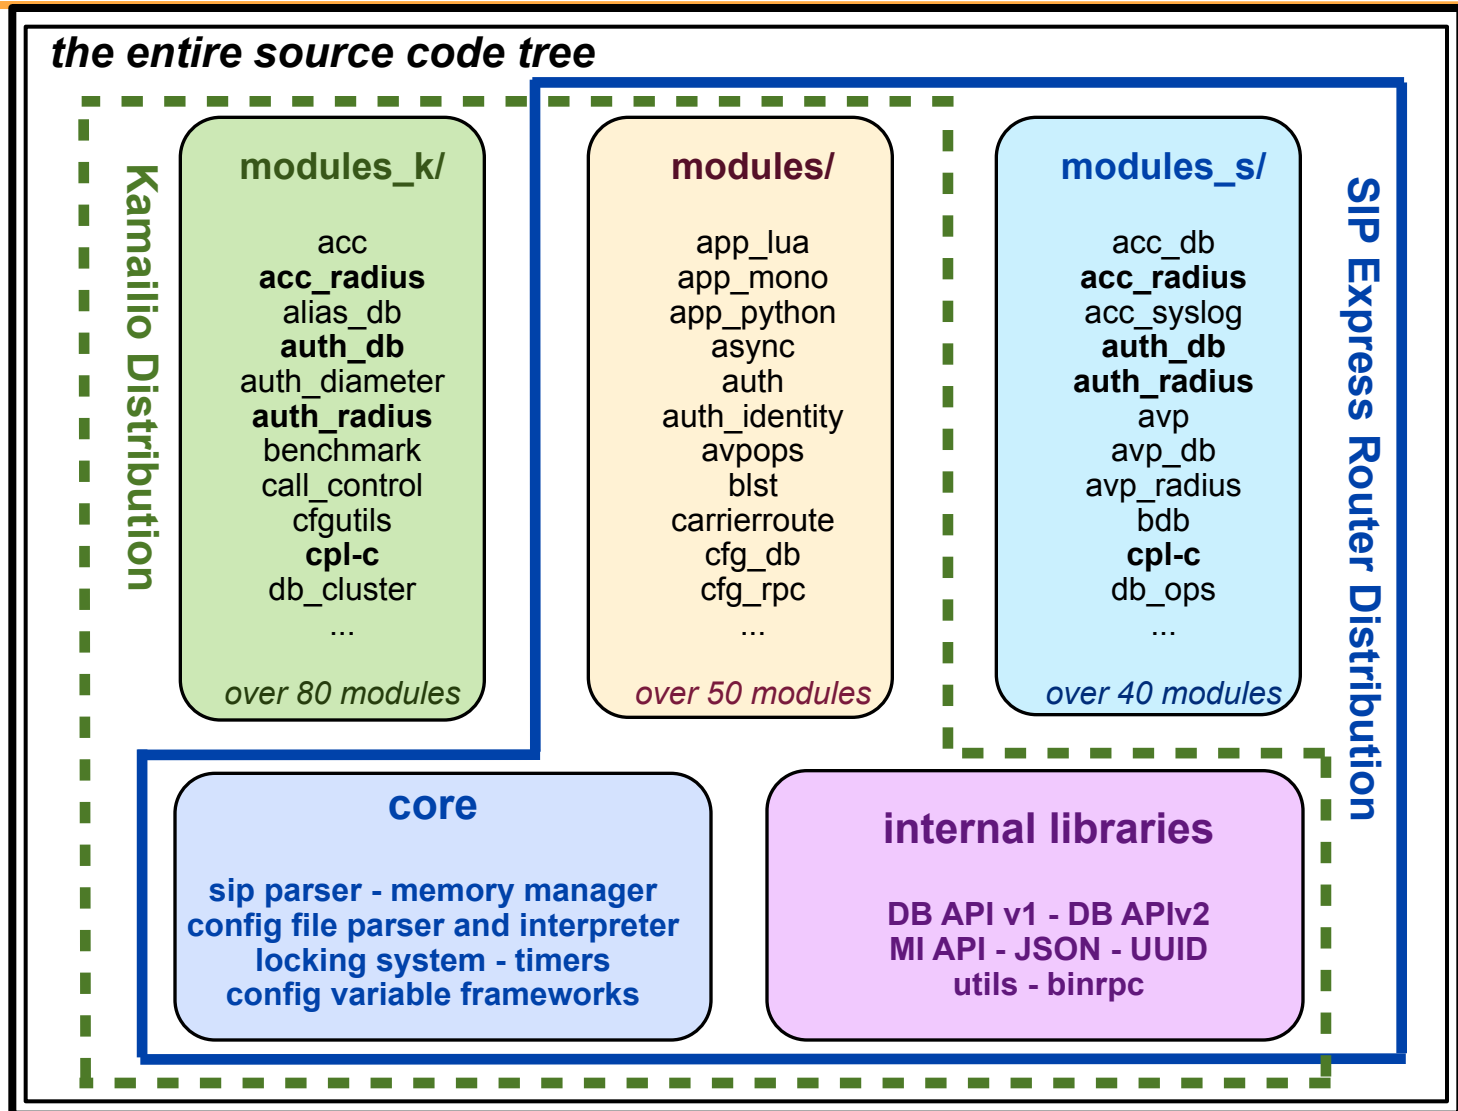 the entire source code tree
Kamailio Distribution
modules_k/
acc
acc_radius
alias_db
auth_db
auth_diameter
auth_radius
benchmark
call_control
cfgutils
cpl-c
db_cluster
...
over 80 modules
modules/
app_lua
app_mono
app_python
async
auth
auth_identity
avpops
blst
carrierroute
cfg_db
cfg_rpc
...
over 50 modules
modules_s/
acc_db
acc_radius
acc_syslog
auth_db
auth_radius
avp
avp_db
avp_radius
bdb
cpl-c
db_ops
...
over 40 modules
SIP Express Router Distribution
core
sip parser - memory manager
config file parser and interpreter
locking system - timers
config variable frameworks
internal libraries
DB API v1 - DB APIv2
MI API - JSON - UUID
utils - binrpc